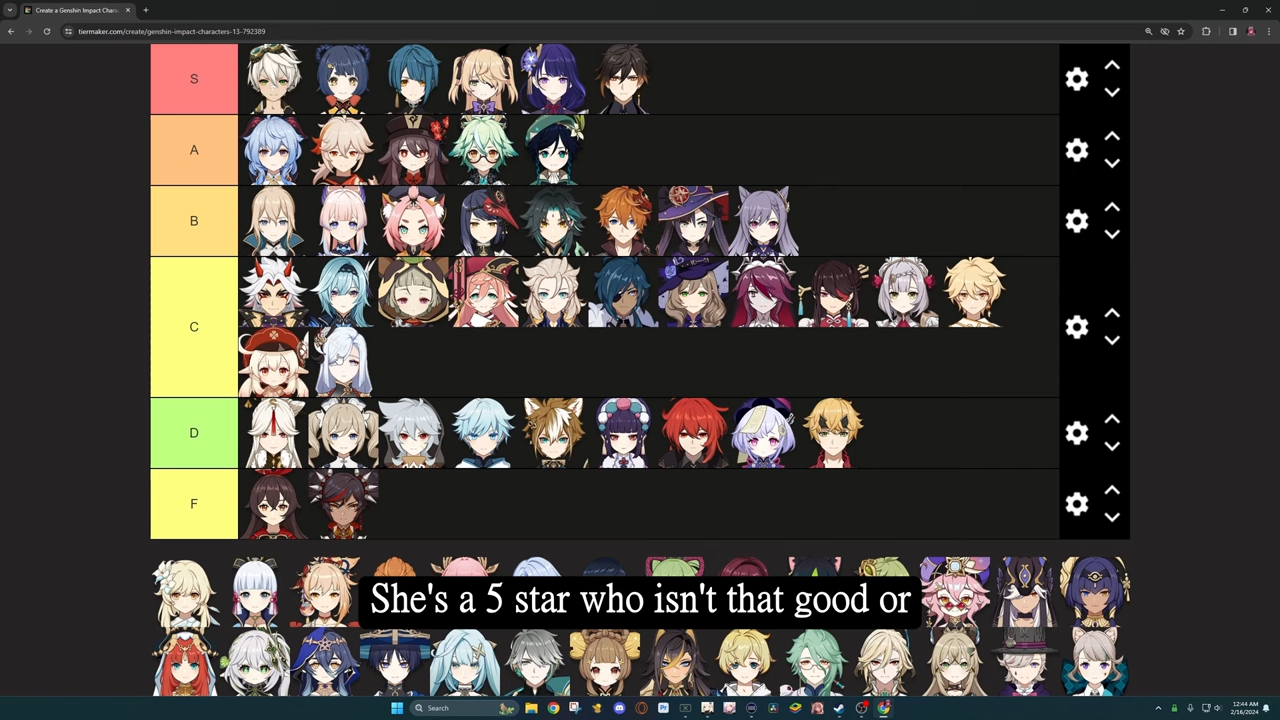 Create a Genshin Impact Chara
tiermaker.com/create/genshin-impact-characters-13-792389
S
A
B
C
D
F
She's a 5 star who isn't that good or
Search
12:44 AM
2/16/2024